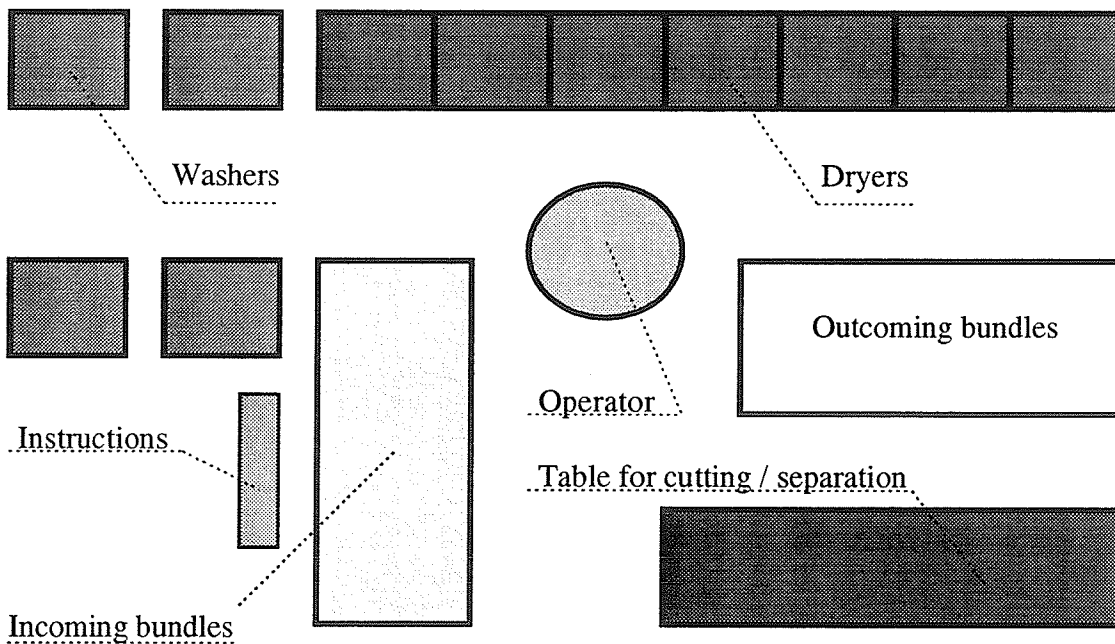 Washers
Dryers
Outcoming bundles
Operator
Instructions
Table for cutting / separation
Incoming bundles